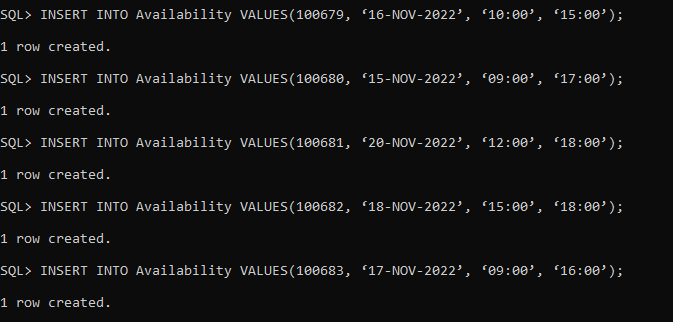 SQL> INSERT INTO Availability VALUES(100679, ‘16-NOV-2022’, ‘10:00’, ‘15:00’);
1 row created.
SQL> INSERT INTO Availability VALUES(100680, ‘15-NOV-2022’, ‘09:00’, ‘17:00’);
1 row created.
SQL> INSERT INTO Availability VALUES(100681, ‘20-NOV-2022’, ‘12:00’, ‘18:00’);
1 row created.
SQL> INSERT INTO Availability VALUES(100682, ‘18-NOV-2022’, ‘15:00’, ‘18:00’);
1 row created.
SQL> INSERT INTO Availability VALUES(100683, ‘17-NOV-2022’, ‘09:00’, ‘16:00’);
1 row created.